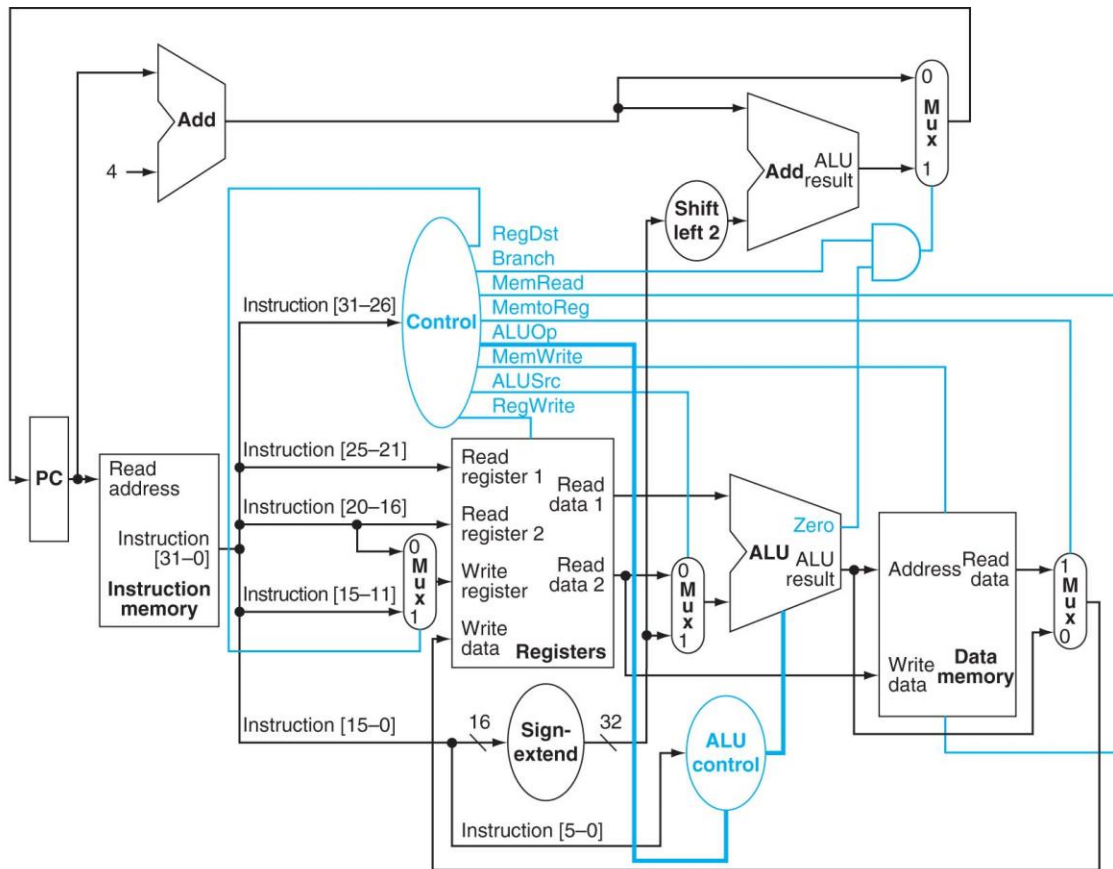 Add
4
0
Mux
1
Add
ALU
result
Shift
left 2
RegDst
Branch
MemRead
MemtoReg
ALUOp
MemWrite
ALUSrc
RegWrite
Control
Instruction [31–26]
PC
Read
address
Instruction
[31–0]
Instruction
memory
Instruction [25–21]
Instruction [20–16]
Instruction [15–11]
0
Mux
1
Read
register 1
Read
register 2
Write
register
Write
data
Read
data 1
Read
data 2
Registers
0
Mux
1
Zero
ALU
ALU
result
Address
Read
data
Write
data
Data
memory
1
Mux
0
Instruction [15–0]
16
Sign-
extend
32
ALU
control
Instruction [5–0]